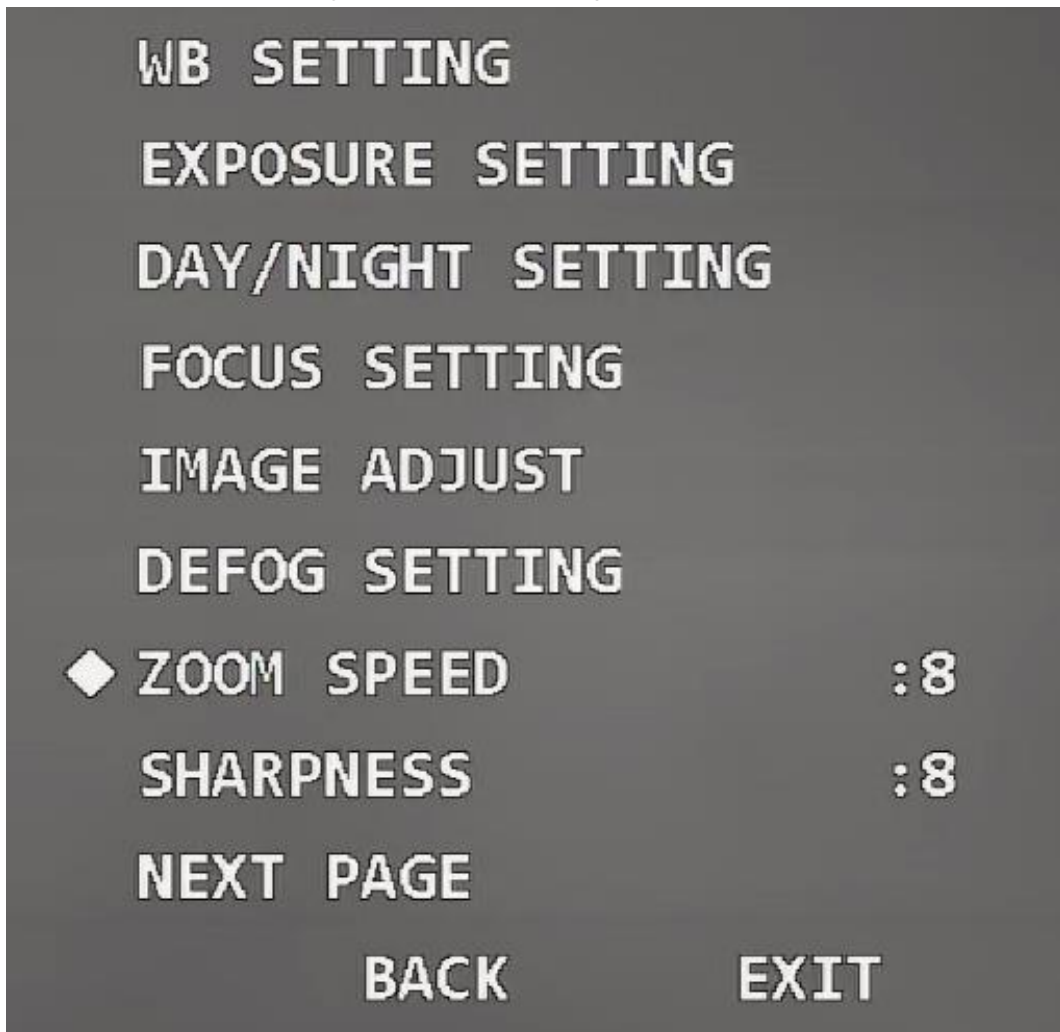 WB SETTING
EXPOSURE SETTING
DAY/NIGHT SETTING
FOCUS SETTING
IMAGE ADJUST
DEFOG SETTING
ZOOM SPEED :8
SHARPNESS :8
NEXT PAGE
BACK EXIT